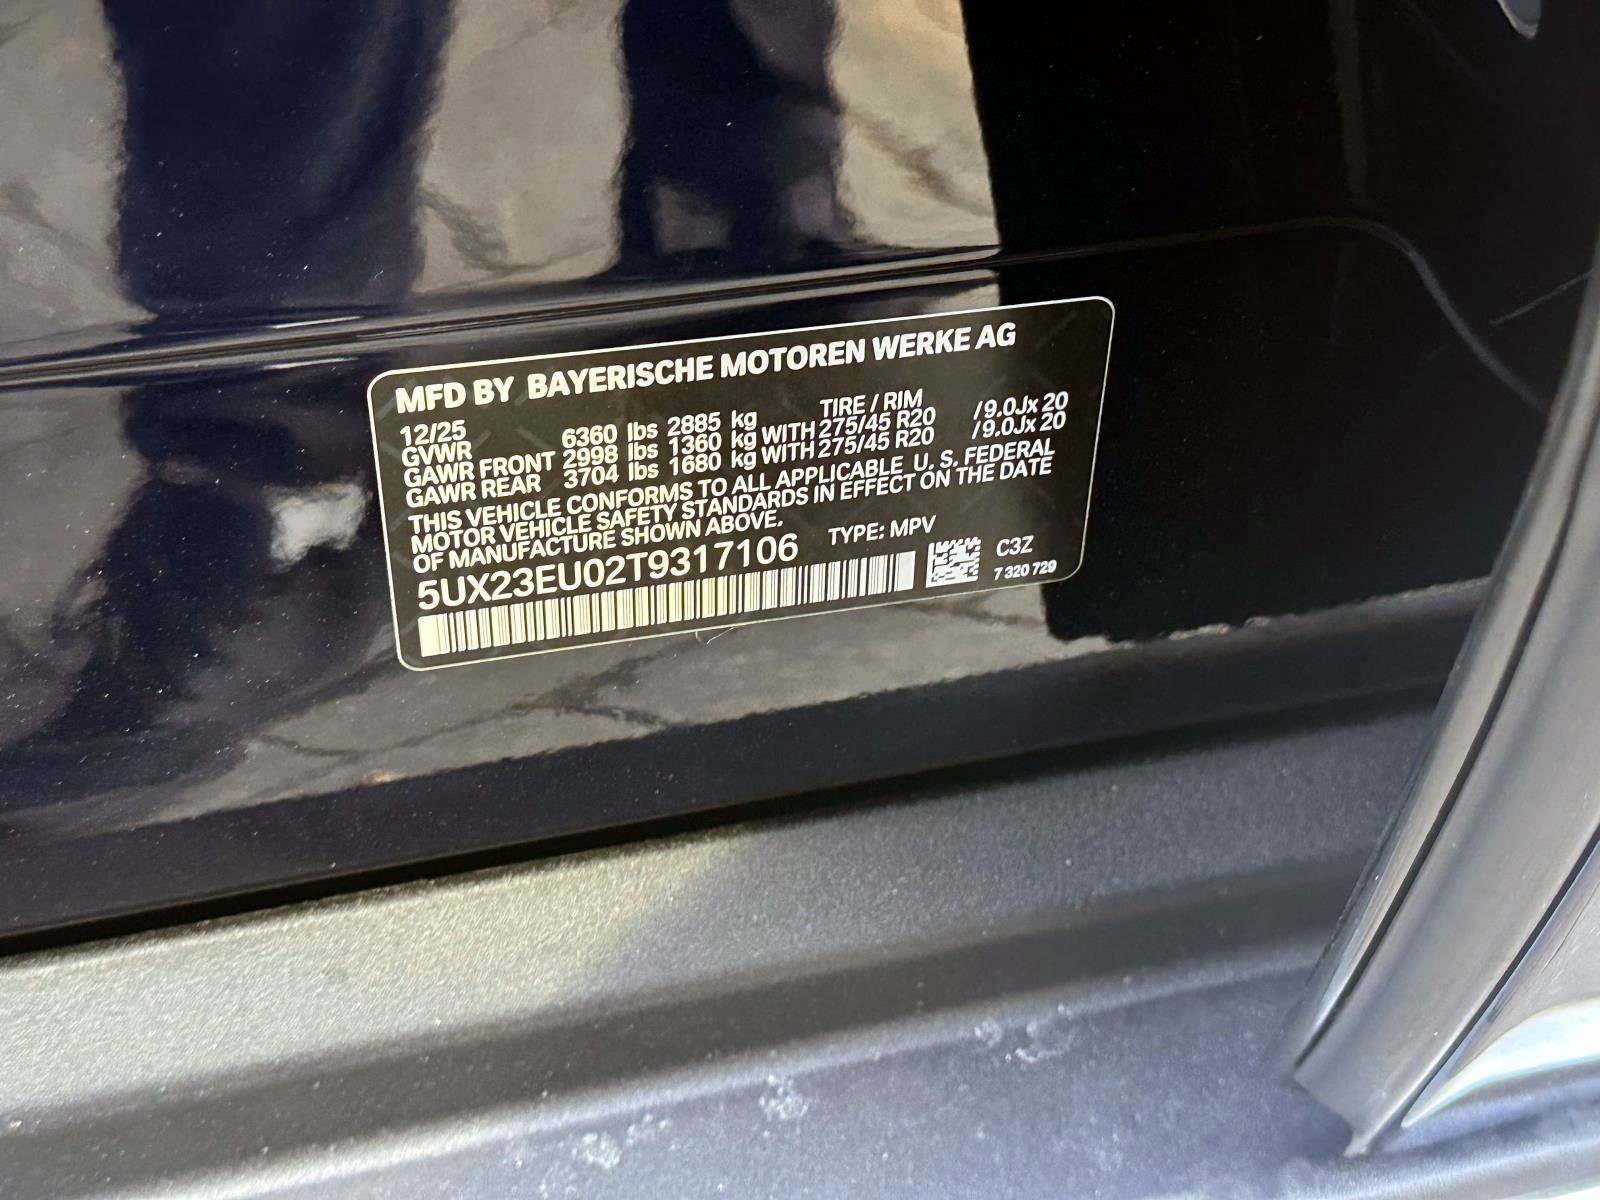 MFD BY BAYERISCHE MOTOREN WERKE AG
12/25 TIRE / RIM
GVWR 6360 lbs 2885 kg
GAWR FRONT 2998 lbs 1360 kg WITH 275/45 R20 /9.0Jx 20
GAWR REAR 3704 lbs 1680 kg WITH 275/45 R20 /9.0Jx 20
THIS VEHICLE CONFORMS TO ALL APPLICABLE U. S. FEDERAL
MOTOR VEHICLE SAFETY STANDARDS IN EFFECT ON THE DATE
OF MANUFACTURE SHOWN ABOVE.
5UX23EU02T9317106 TYPE: MPV
C3Z
7 320 729